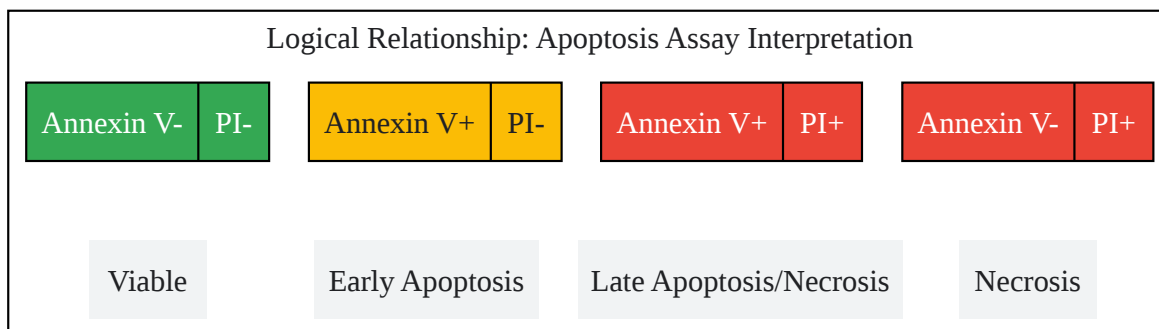 Logical Relationship: Apoptosis Assay Interpretation
Annexin V- PI- Annexin V+ PI- Annexin V+ PI+ Annexin V- PI+
Viable Early Apoptosis Late Apoptosis/Necrosis Necrosis